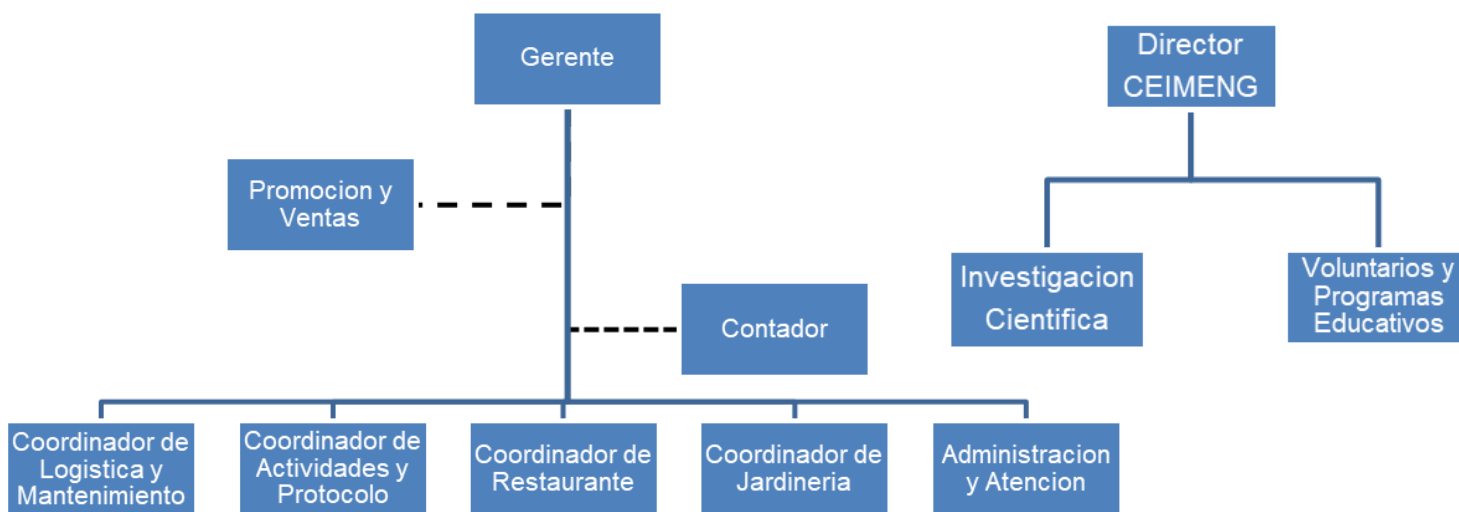 Gerente
Director
CEIMENG
Promocion y
Ventas
Contador
Investigacion
Cientifica
Voluntarios y
Programas
Educativos
Coordinador de
Logistica y
Mantenimiento
Coordinador de
Actividades y
Protocolo
Coordinador de
Restaurante
Coordinador de
Jardineria
Administracion
y Atencion